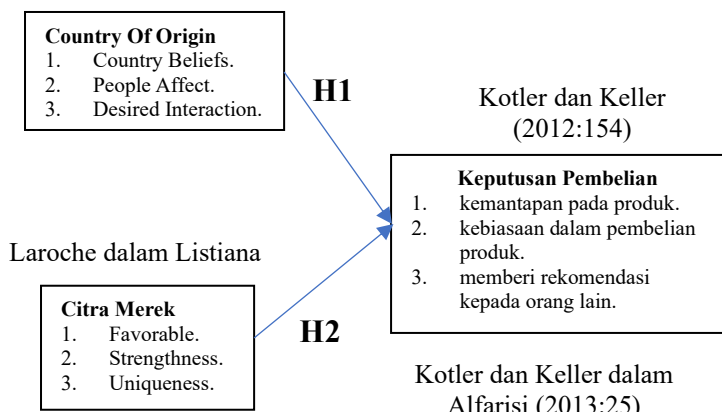 Country Of Origin
1. Country Beliefs.
2. People Affect.
3. Desired Interaction.
H1
Kotler dan Keller
(2012:154)
Keputusan Pembelian
1. kemantapan pada produk.
2. kebiasaan dalam pembelian
produk.
3. memberi rekomendasi
kepada orang lain.
Laroche dalam Listiana
Citra Merek
1. Favorable.
2. Strengthness.
3. Uniqueness.
H2
Kotler dan Keller dalam
Alfarisi (2013:25)